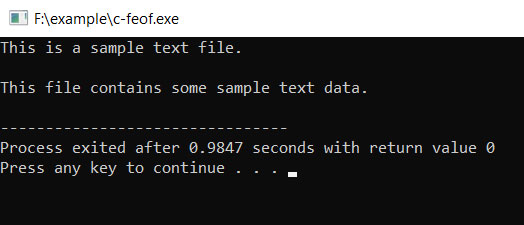 F:\example\c-feof.exe
This is a sample text file.
This file contains some sample text data.
--------------------------------
Process exited after 0.9847 seconds with return value 0
Press any key to continue . . .